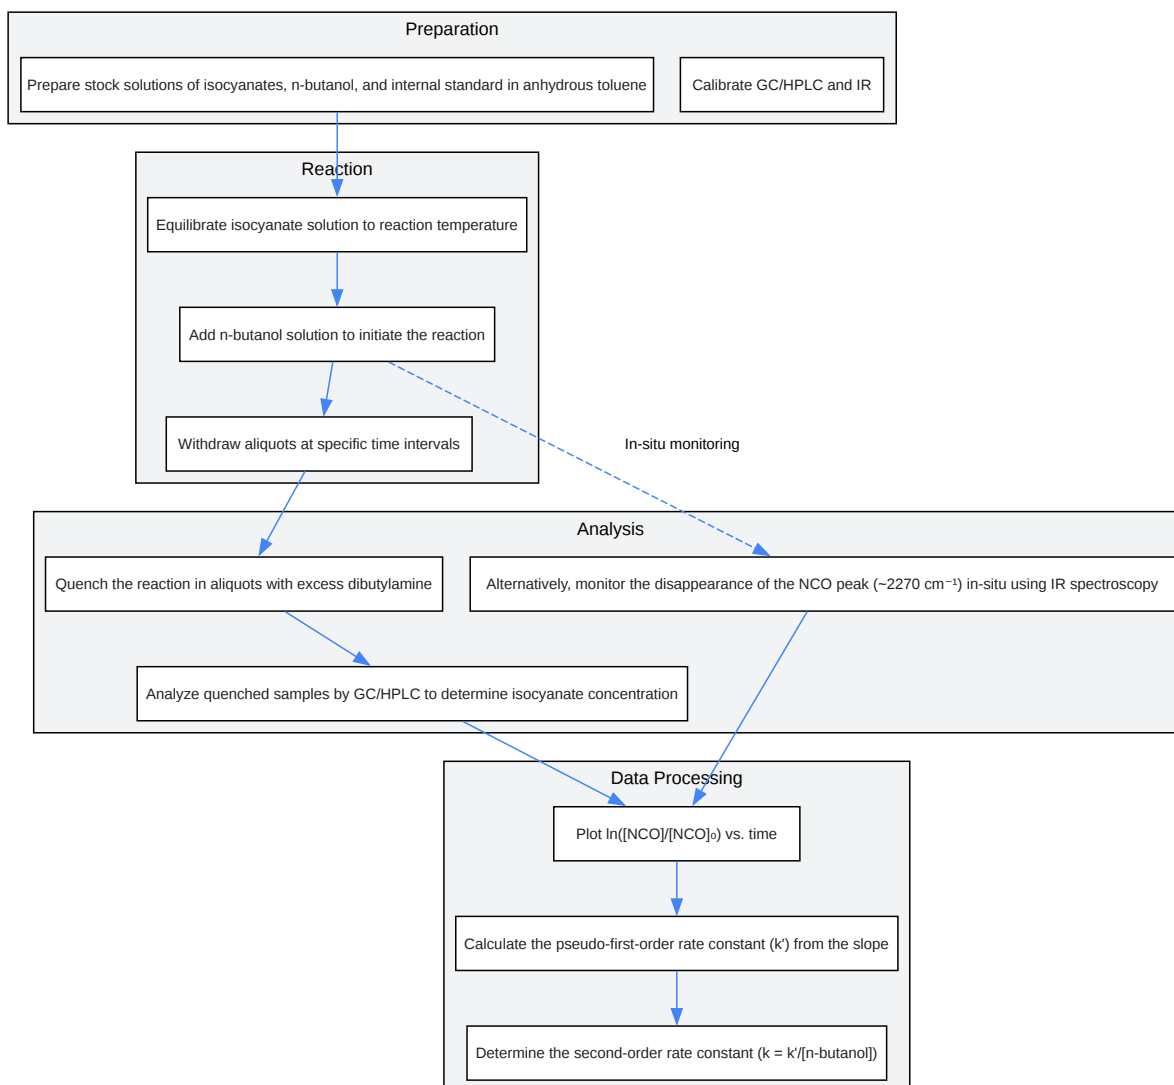 Preparation
Prepare stock solutions of isocyanates, n-butanol, and internal standard in anhydrous toluene
Calibrate GC/HPLC and IR
Reaction
Equilibrate isocyanate solution to reaction temperature
Add n-butanol solution to initiate the reaction
Withdraw aliquots at specific time intervals
In-situ monitoring
Analysis
Quench the reaction in aliquots with excess dibutylamine
Alternatively, monitor the disappearance of the NCO peak (~2270 cm⁻¹) in-situ using IR spectroscopy
Analyze quenched samples by GC/HPLC to determine isocyanate concentration
Data Processing
Plot ln([NCO]/[NCO]₀) vs. time
Calculate the pseudo-first-order rate constant (k') from the slope
Determine the second-order rate constant (k = k'/[n-butanol])